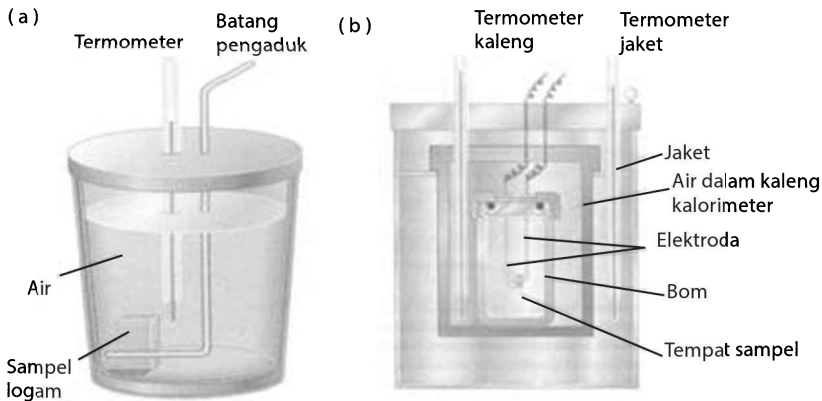 (a)
Termometer
Batang
pengaduk
Air
Sampel
logam
(b)
Termometer
kaleng
Termometer
jaket
Jaket
Air dalam kaleng
kalorimeter
Elektroda
Bom
Tempat sampel